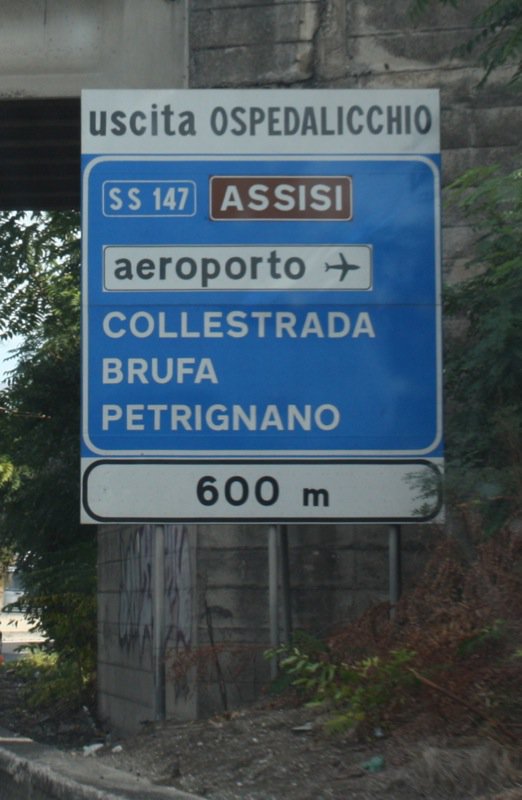 uscita OSPEDALICCHIO
SS 147 ASSISI
aeroporto
COLLESTRADA
BRUFA
PETRIGNANO
600 m